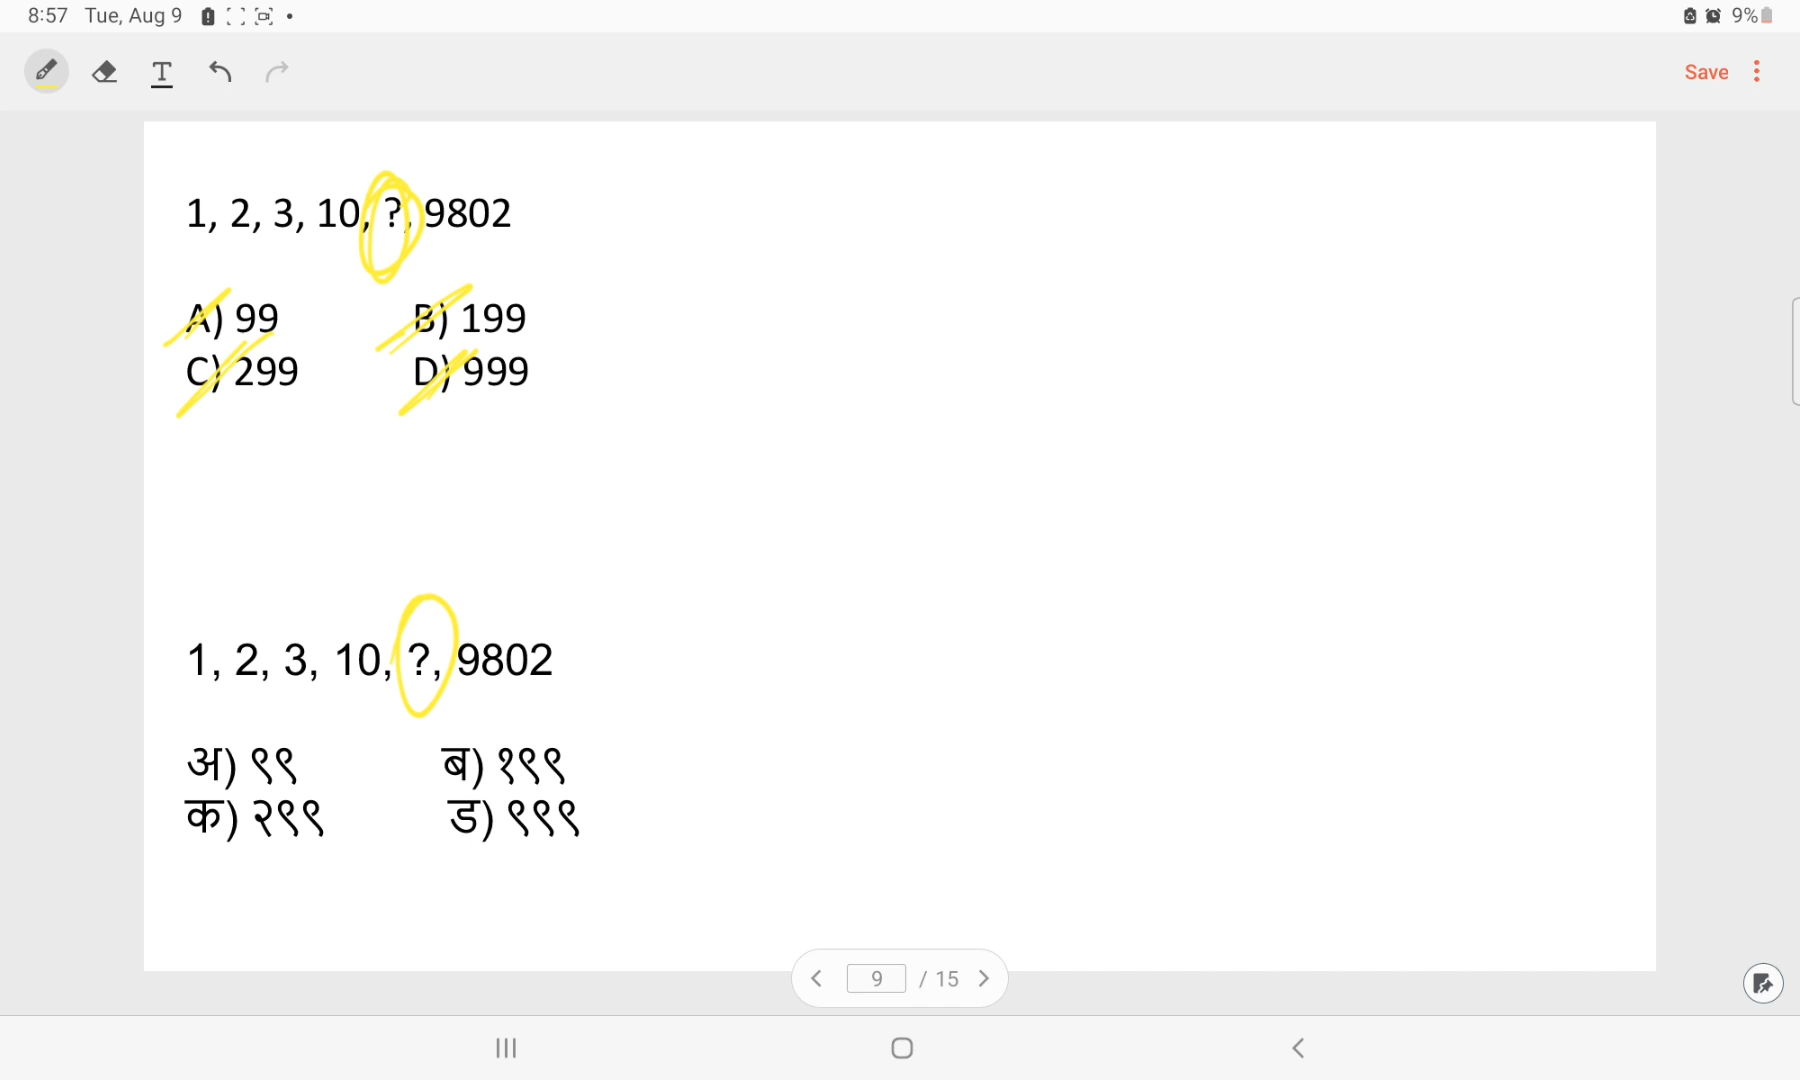 8:57 Tue, Aug 9 9%
T Save
1, 2, 3, 10, ?, 9802
A) 99 B) 199
C) 299 D) 999
1, 2, 3, 10, ?, 9802
अ) ९९ ब) १९९
क) २९९ ड) ९९९
9 / 15